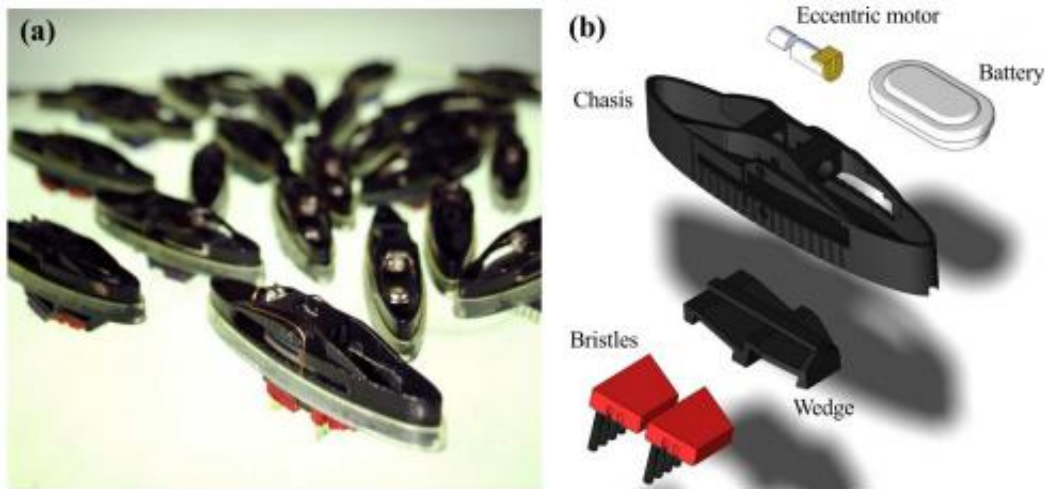 (a)
(b)
Eccentric motor
Battery
Chasis
Bristles
Wedge